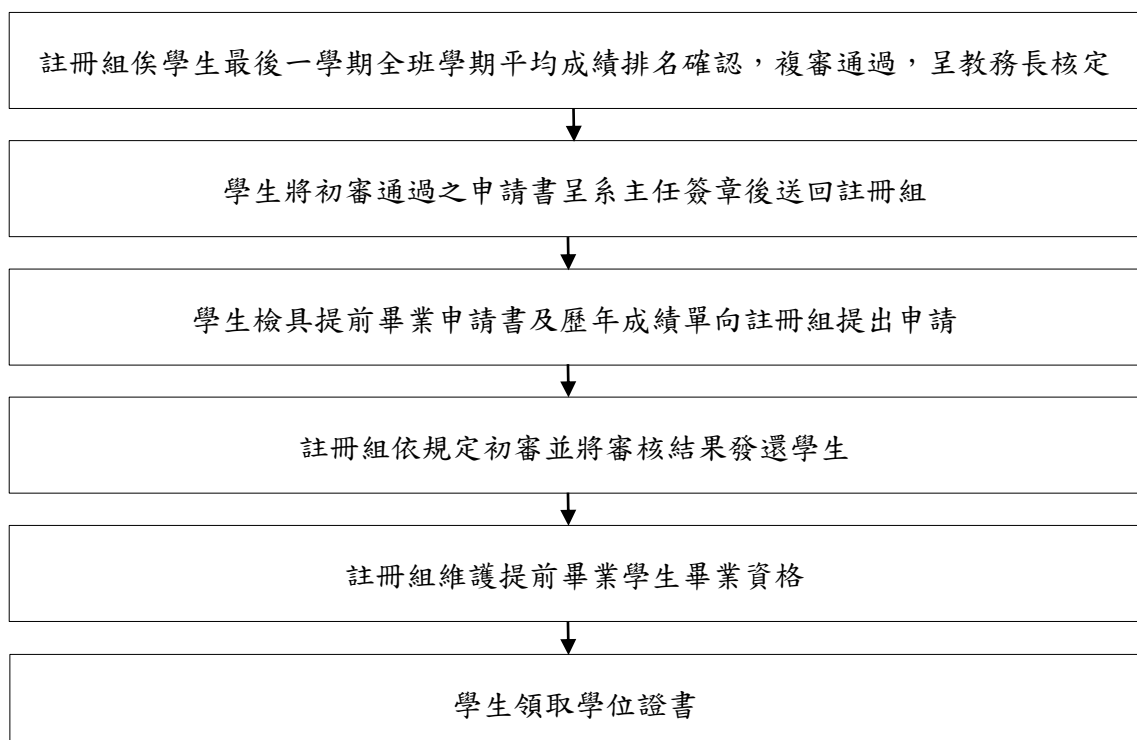 註冊組俟學生最後一學期全班學期平均成績排名確認，複審通過，呈教務長核定
學生將初審通過之申請書呈系主任簽章後送回註冊組
學生檢具提前畢業申請書及歷年成績單向註冊組提出申請
註冊組依規定初審並將審核結果發還學生
註冊組維護提前畢業學生畢業資格
學生領取學位證書